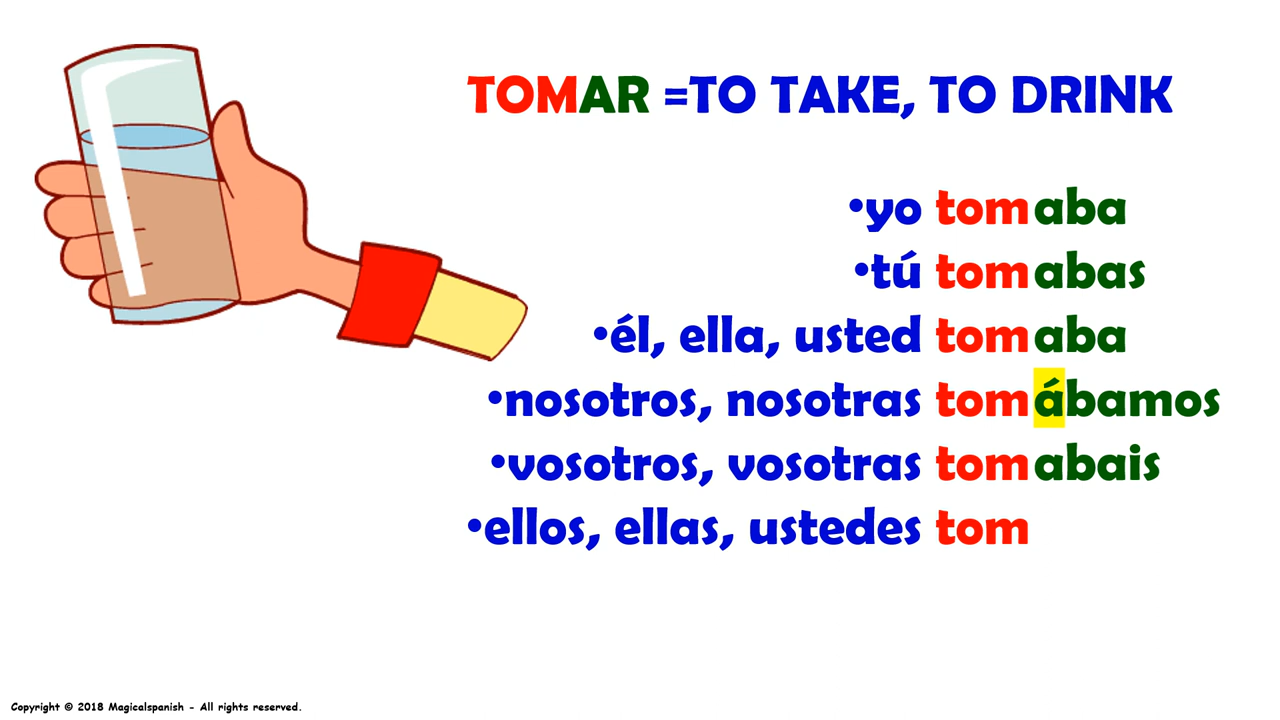 TOMAR =TO TAKE, TO DRINK
•yo tomaba
•tú tomabas
•él, ella, usted tomaba
•nosotros, nosotras tomábamos
•vosotros, vosotras tomabais
•ellos, ellas, ustedes tom
Copyright © 2018 Magicalspanish - All rights reserved.